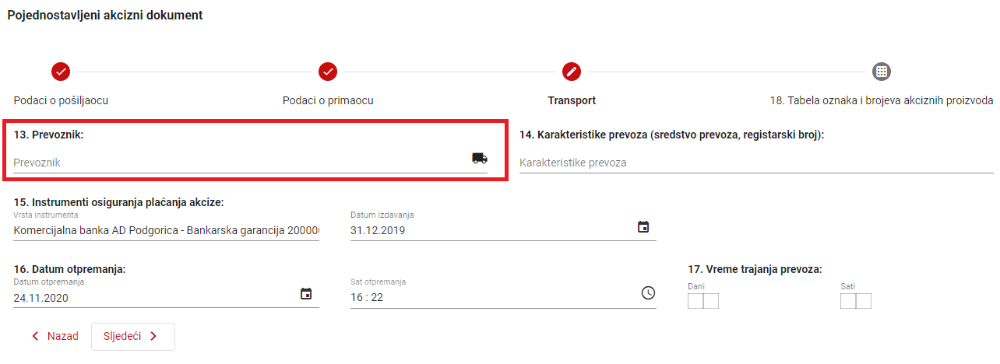 Pojednostavljeni akcizni dokument
Podaci o pošiljaocu
Podaci o primaocu
Transport
18. Tabela oznaka i brojeva akciznih proizvoda
13. Prevoznik:
Prevoznik
14. Karakteristike prevoza (sredstvo prevoza, registarski broj):
Karakteristike prevoza
15. Instrumenti osiguranja plaćanja akcize:
Vrsta instrumenta
Komercijalna banka AD Podgorica - Bankarska garancija 200000
Datum izdavanja
31.12.2019
16. Datum otpremanja:
Datum otpremanja
24.11.2020
Sat otpremanja
16 : 22
17. Vreme trajanja prevoza:
Dani
Sati
Nazad
Sljedeći